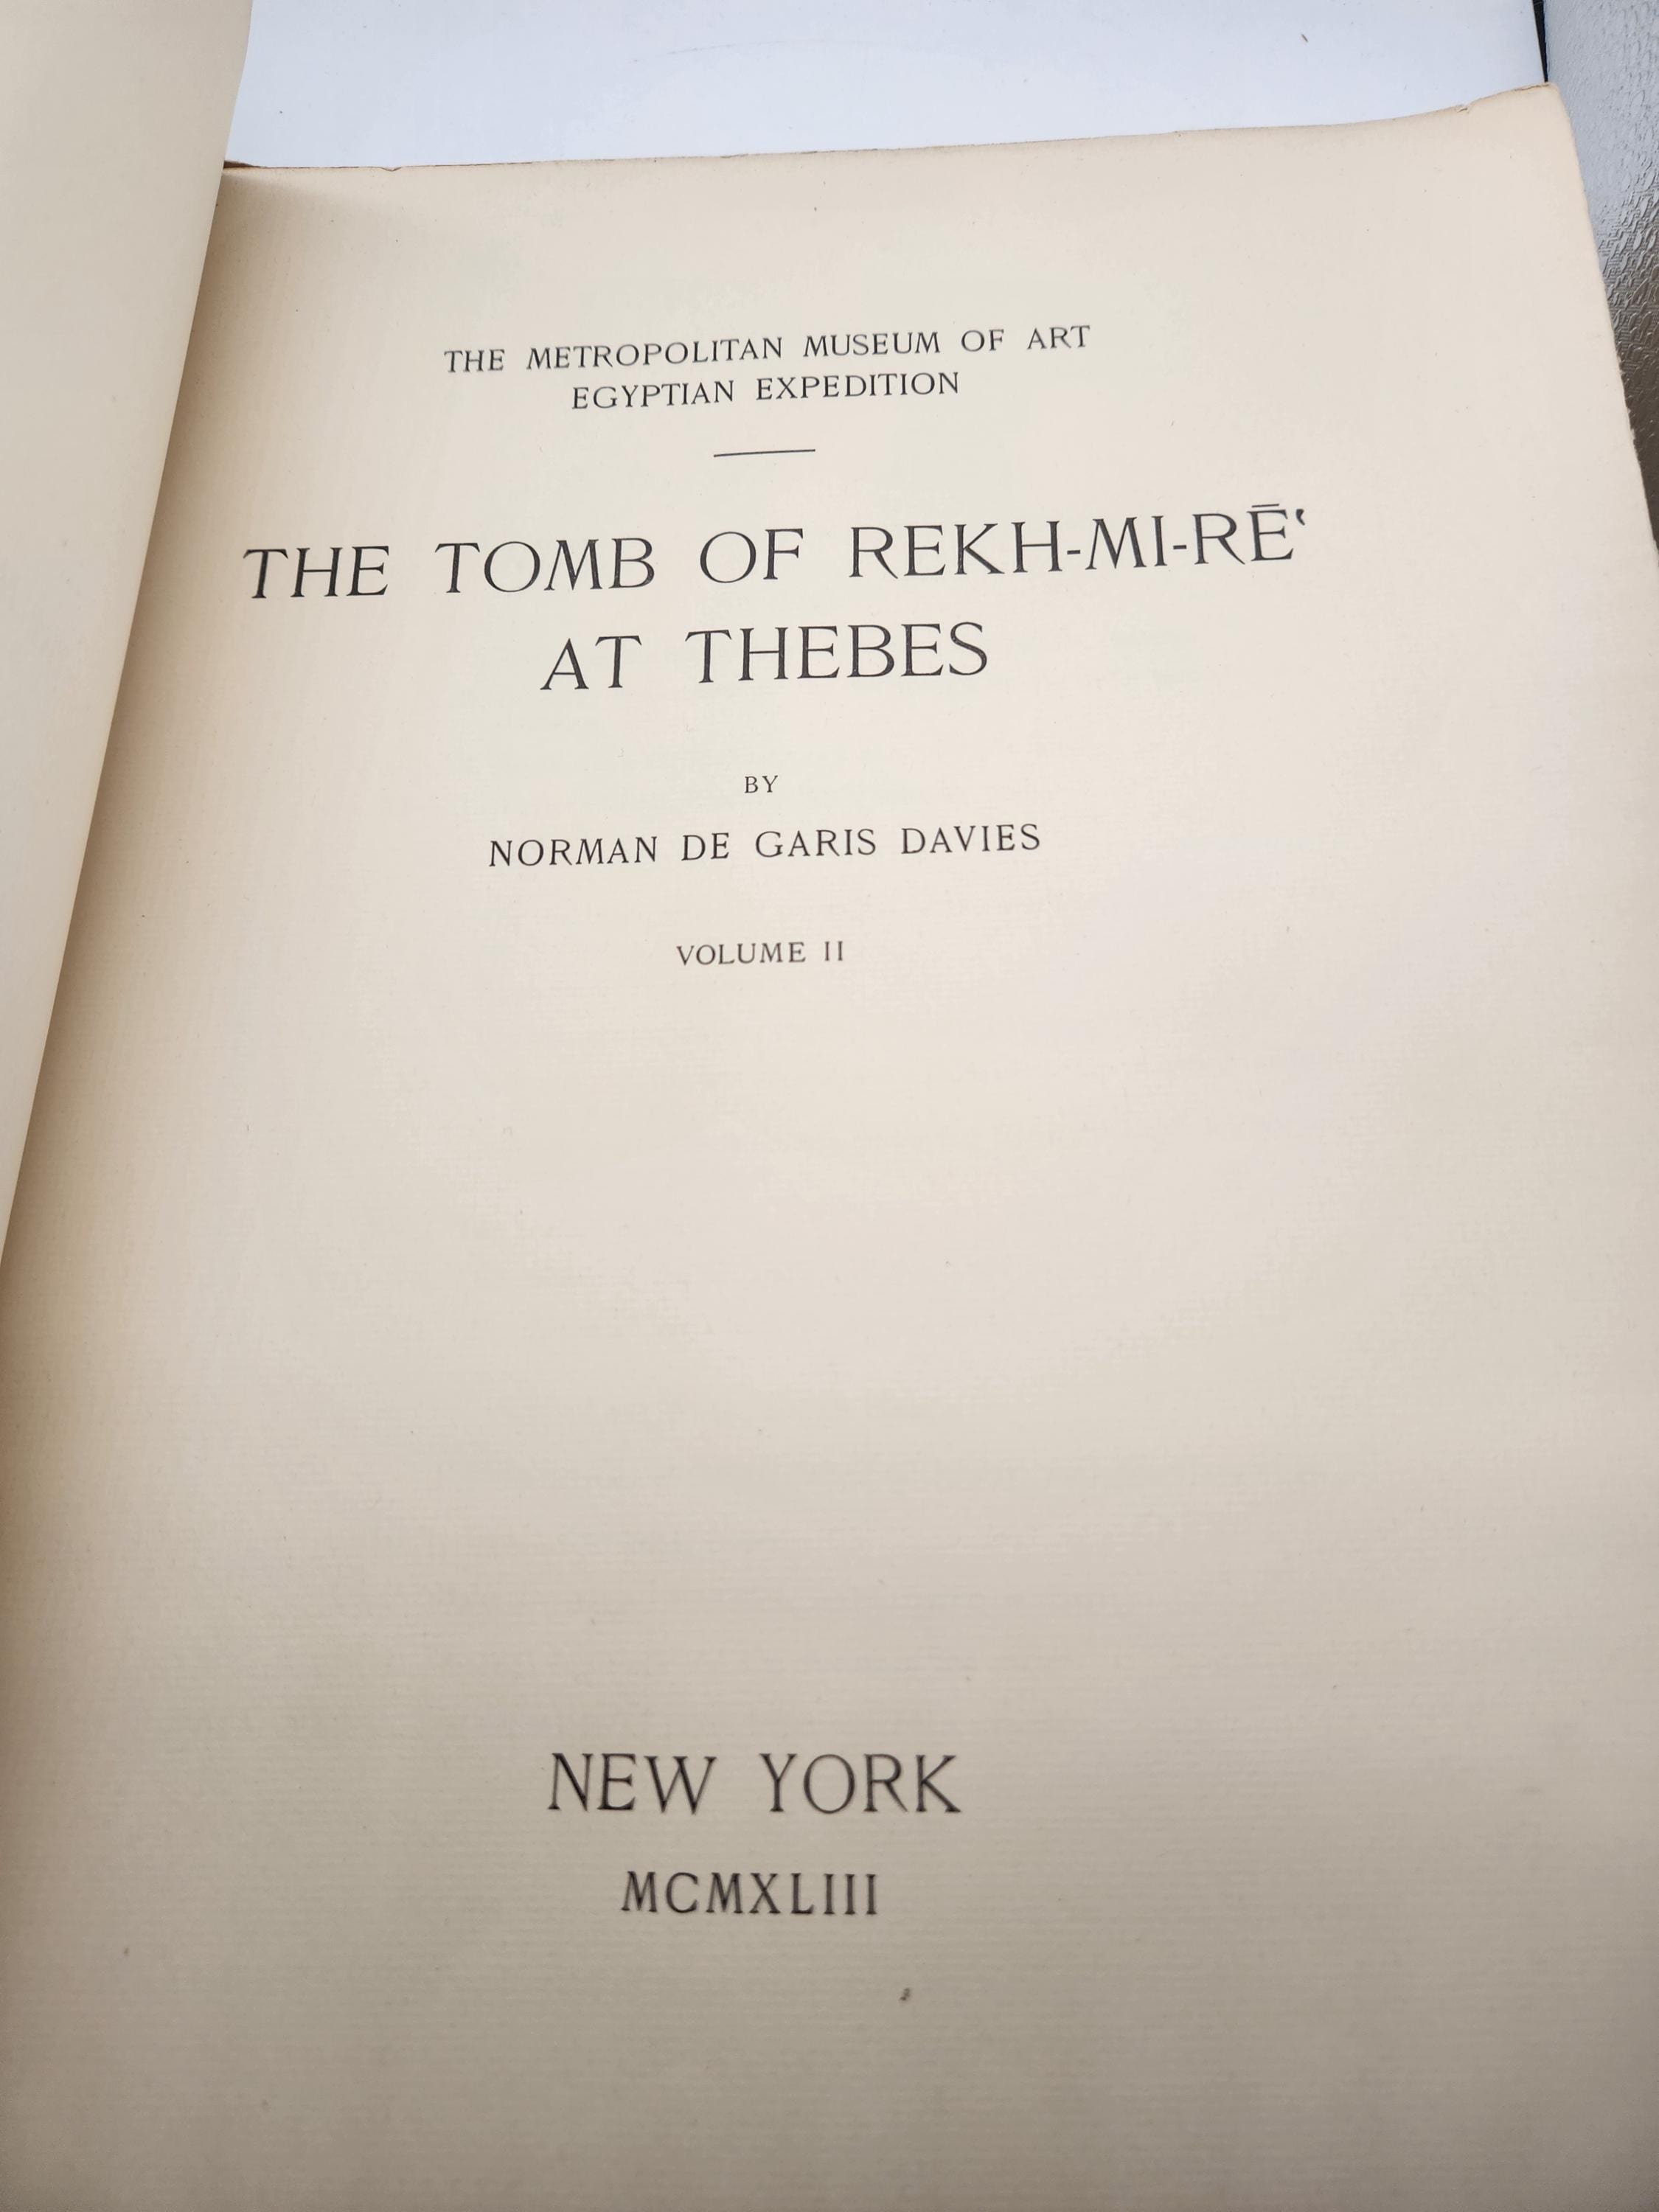 THE METROPOLITAN MUSEUM OF ART
EGYPTIAN EXPEDITION
THE TOMB OF REKH-MI-RĒʿ
AT THEBES
BY
NORMAN DE GARIS DAVIES
VOLUME II
NEW YORK
MCMXLIII